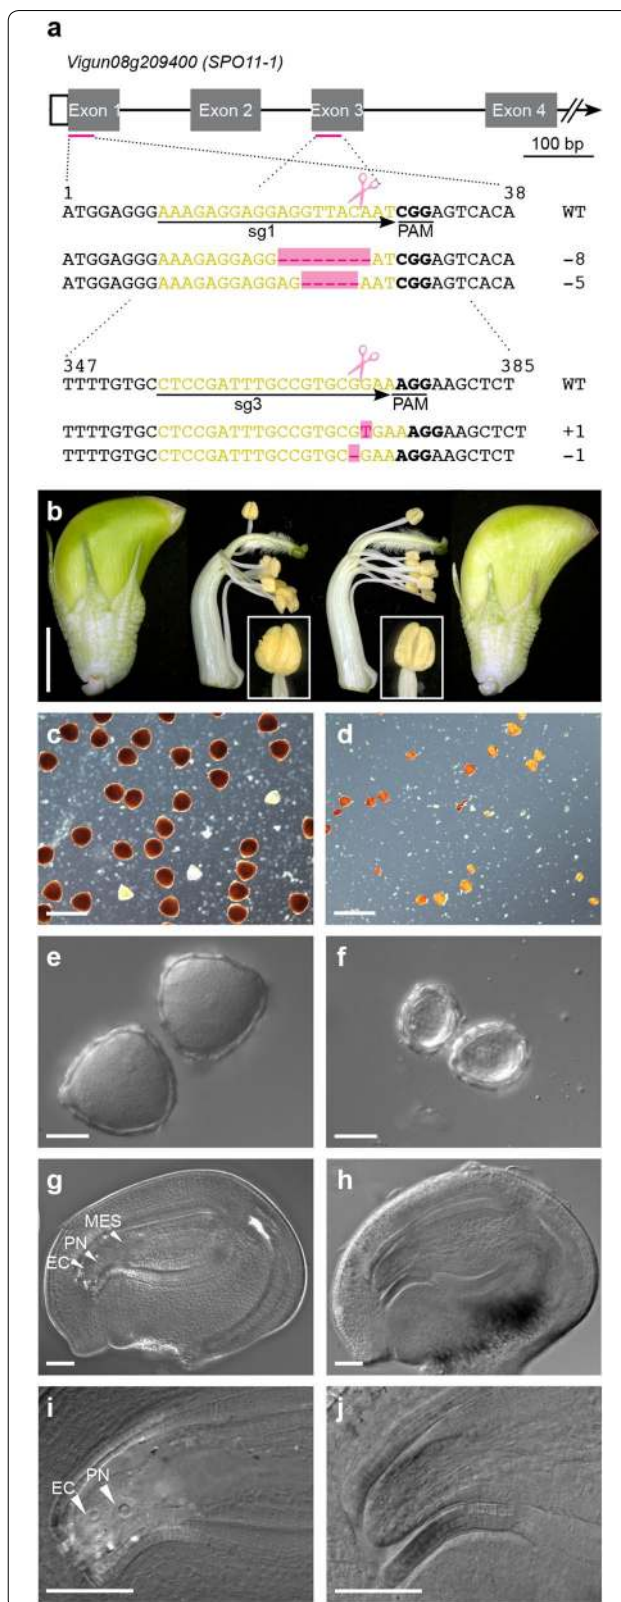 a
Vigun08g209400 (SPO11-1)
Exon 1 Exon 2 Exon 3 Exon 4
100 bp
1 38
ATGGAGGGAAAGAGGAGGAGGTTACAATCGGAGTCACA WT
sg1 PAM
ATGGAGGGAAAGAGGAGG--------ATCGGAGTCACA −8
ATGGAGGGAAAGAGGAGGAG-----AATCGGAGTCACA −5
347 385
TTTTGTGCCTCCGATTTGCCGTGCGGAAAGGAAGCTCT WT
sg3 PAM
TTTTGTGCCTCCGATTTGCCGTGCGTGAAAGGAAGCTCT +1
TTTTGTGCCTCCGATTTGCCGTGC-GAAAGGAAGCTCT −1
b
c d
e f
g h
MES
PN
EC
i j
PN
EC